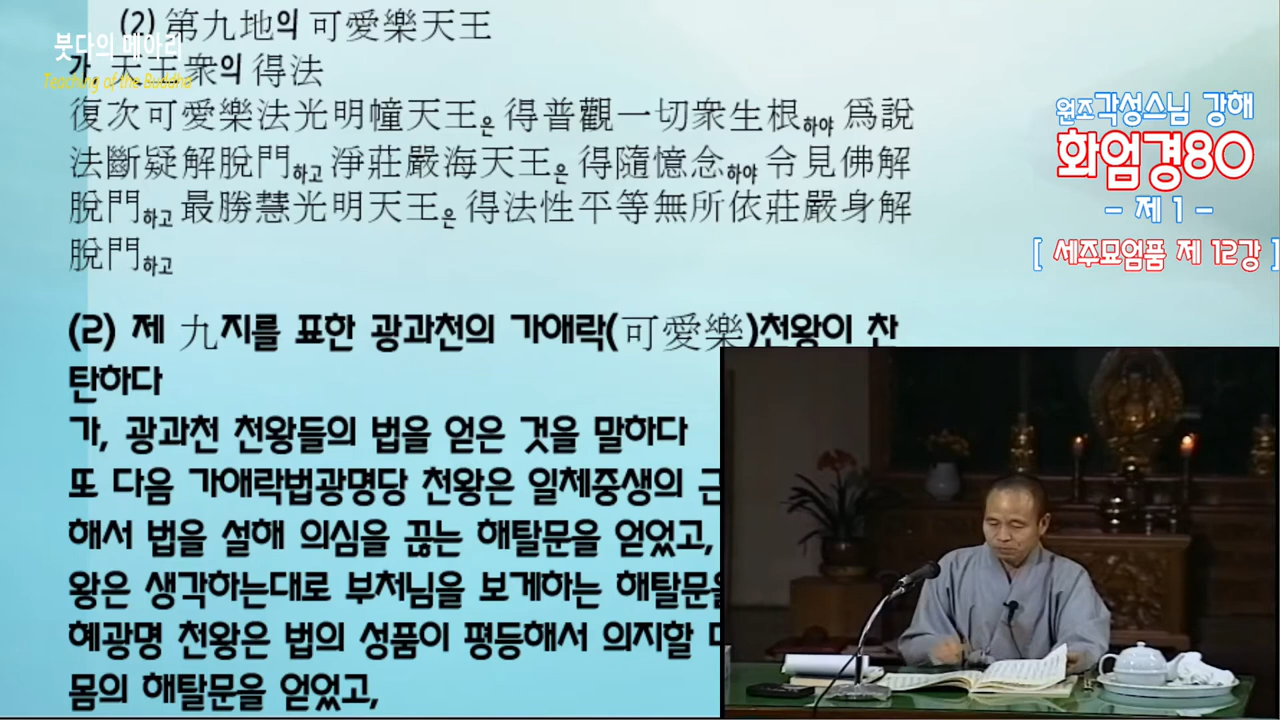 (2) 第九地의 可愛樂天王
붓다의 메아리
Teaching of the Buddha
가, 天王衆의 得法
復次可愛樂法光明幢天王은 得普觀一切衆生根하야 爲說
法斷疑解脫門하고 淨莊嚴海天王은 得隨憶念하야 令見佛解
脫門하고 最勝慧光明天王은 得法性平等無所依莊嚴身解
脫門하고
(2) 제 九지를 표한 광과천의 가애락(可愛樂)천왕이 찬
탄하다
가, 광과천 천왕들의 법을 얻은 것을 말하다
또 다음 가애락법광명당 천왕은 일체중생의 근
해서 법을 설해 의심을 끊는 해탈문을 얻었고,
왕은 생각하는대로 부처님을 보게하는 해탈문을
혜광명 천왕은 법의 성품이 평등해서 의지할
몸의 해탈문을 얻었고,
원조각성스님 강해
화엄경80
- 제 1 -
[ 세주묘엄품 제 12강 ]